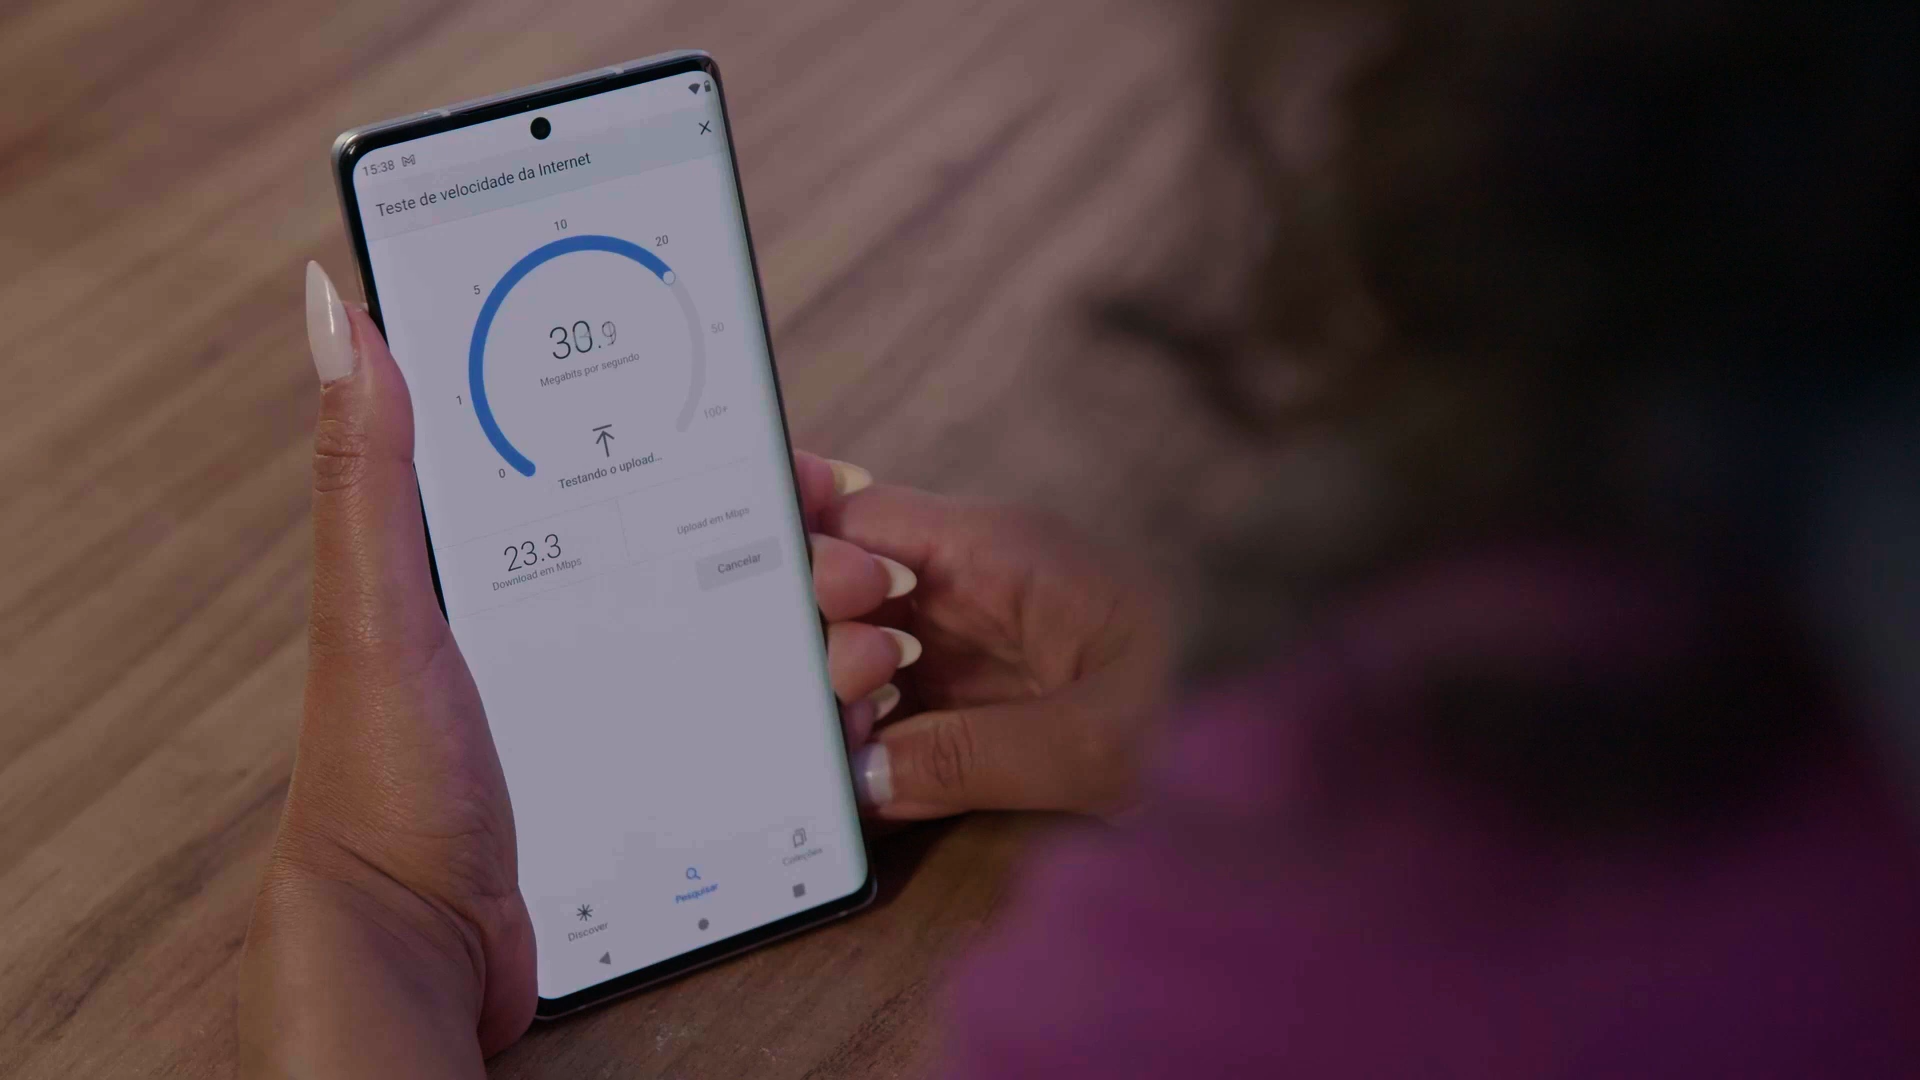 15:38
Teste de velocidade da Internet
10
20
5
30.9
50
Megabits por segundo
1
100+
0
Testando o upload...
23.3
Download em Mbps
Upload em Mbps
Cancelar
Discover
Pesquisar
Coleções